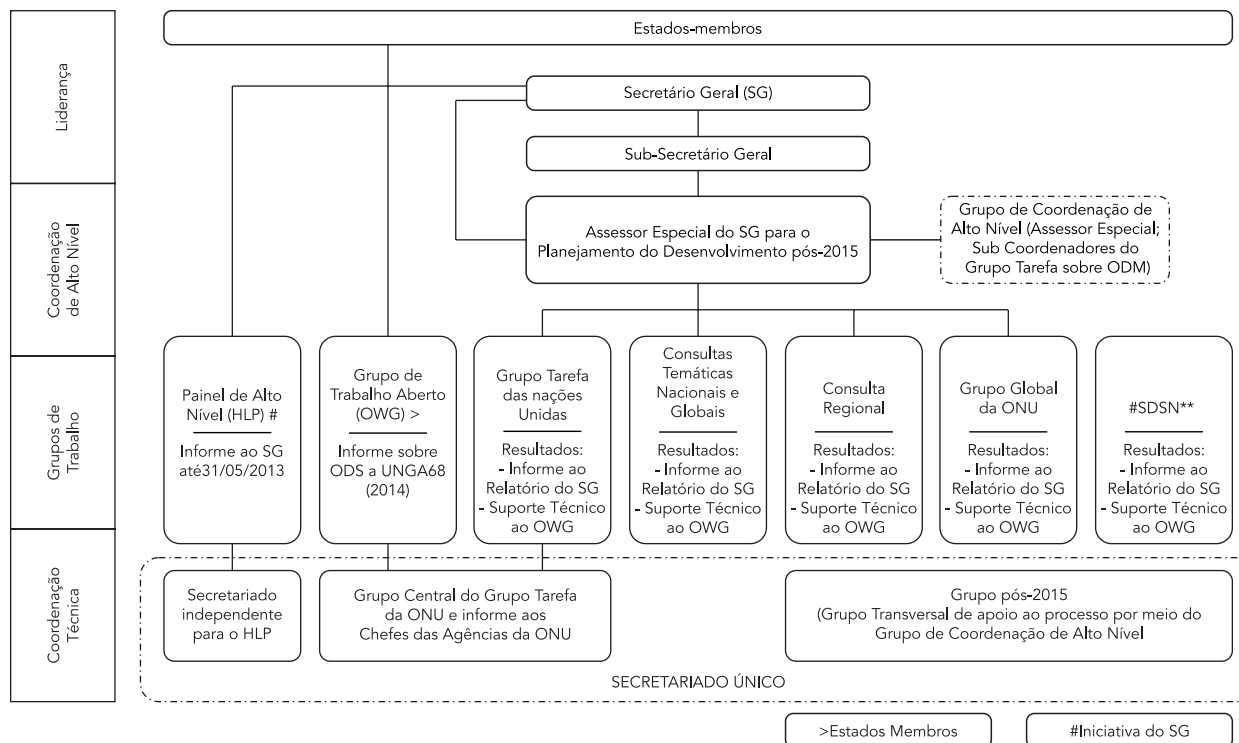 Liderança
Estados-membros
Secretário Geral (SG)
Sub-Secretário Geral
Coordenação
de Alto Nível
Assessor Especial do SG para o
Planejamento do Desenvolvimento pós-2015
Grupo de Coordenação de
Alto Nível (Assessor Especial;
Sub Coordenadores do
Grupo Tarefa sobre ODM)
Grupos de
Trabalho
Painel de Alto
Nível (HLP) #
Informe ao SG
até31/05/2013
Grupo de
Trabalho Aberto
(OWG) >
Informe sobre
ODS a UNGA68
(2014)
Grupo Tarefa
das nações
Unidas
Resultados:
- Informe ao
Relatório do SG
- Suporte Técnico
ao OWG
Consultas
Temáticas
Nacionais e
Globais
Resultados:
- Informe ao
Relatório do SG
- Suporte Técnico
ao OWG
Consulta
Regional
Resultados:
- Informe ao
Relatório do SG
- Suporte Técnico
ao OWG
Grupo Global
da ONU
Resultados:
- Informe ao
Relatório do SG
- Suporte Técnico
ao OWG
#SDSN**
Resultados:
- Informe ao
Relatório do SG
- Suporte Técnico
ao OWG
Coordenação
Técnica
Secretariado
independente
para o HLP
Grupo Central do Grupo Tarefa
da ONU e informe aos
Chefes das Agências da ONU
Grupo pós-2015
(Grupo Transversal de apoio ao processo por meio do
Grupo de Coordenação de Alto Nível
SECRETARIADO ÚNICO
>Estados Membros
#Iniciativa do SG